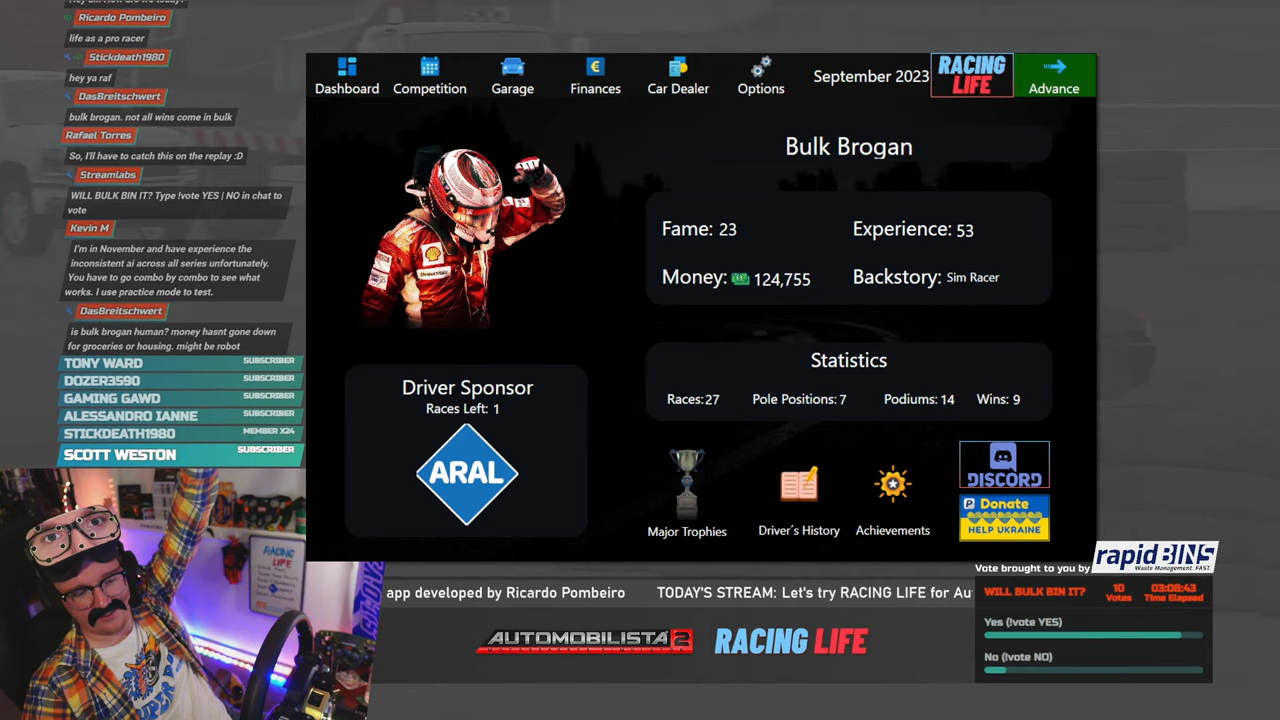 Ricardo Pombeiro
life as a pro racer
Stickdeath1980
hey ya raf
DasBreitschwert
bulk brogan. not all wins come in bulk
Rafael Torres
So, I'll have to catch this on the replay :D
Streamlabs
WILL BULK BIN IT? Type !vote YES | NO in chat to
vote
Kevin M
I'm in November and have experience the
inconsistent ai across all series unfortunately.
You have to go combo by combo to see what
works. I use practice mode to test.
DasBreitschwert
is bulk brogan human? money hasnt gone down
for groceries or housing. might be robot
TONY WARD SUBSCRIBER
DOZER3590 SUBSCRIBER
GAMING GAWD SUBSCRIBER
ALESSANDRO IANNE SUBSCRIBER
STICKDEATH1980 MEMBER X24
SCOTT WESTON SUBSCRIBER
Dashboard
Competition
Garage
Finances
Car Dealer
Options
September 2023
RACING
LIFE
Advance
Bulk Brogan
Fame: 23
Experience: 53
Money: 124,755
Backstory: Sim Racer
Statistics
Races:27
Pole Positions: 7
Podiums: 14
Wins: 9
Driver Sponsor
Races Left: 1
ARAL
Major Trophies
Driver´s History
Achievements
DISCORD
Donate
HELP UKRAINE
RACING
LIFE
app developed by Ricardo Pombeiro
TODAY'S STREAM: Let's try RACING LIFE for Au
AUTOMOBILISTA 2
RACING LIFE
Vote brought to you by
rapidBINS
Waste Management. FAST.
WILL BULK BIN IT?
10
Votes
03:08:43
Time Elapsed
Yes (!vote YES)
No (!vote NO)